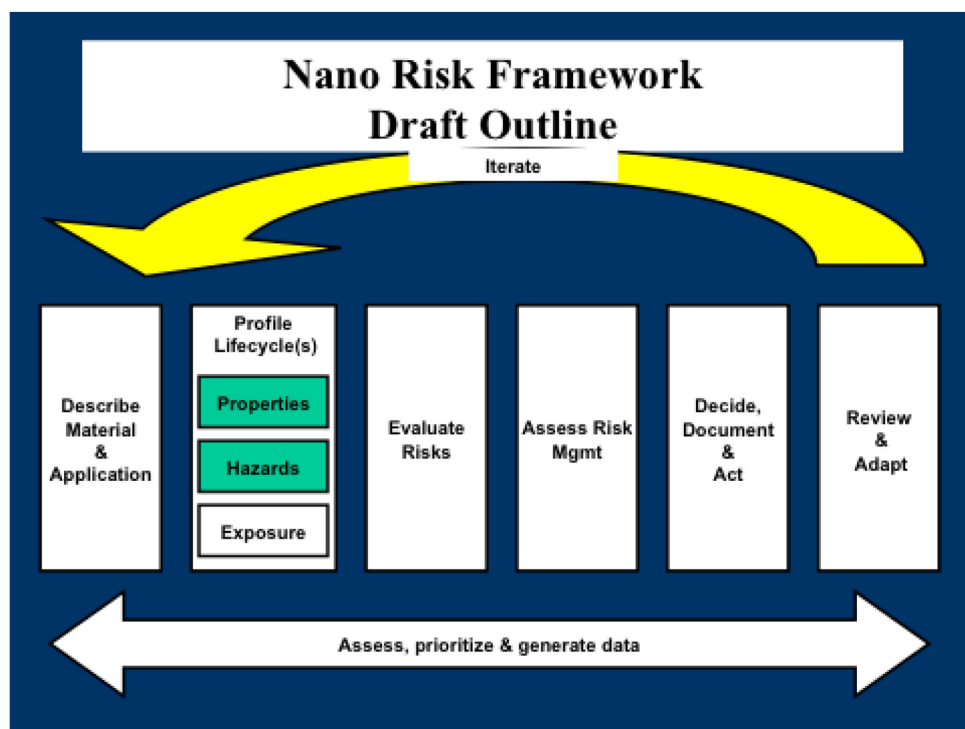 Nano Risk Framework
Draft Outline
Iterate
Describe
Material
&
Application
Profile
Lifecycle(s)
Properties
Hazards
Exposure
Evaluate
Risks
Assess Risk
Mgmt
Decide,
Document
&
Act
Review
&
Adapt
Assess, prioritize & generate data